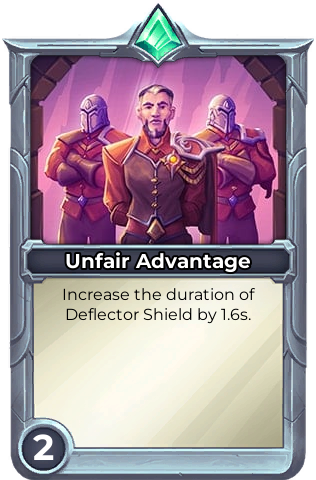 Unfair Advantage
Increase the duration of
Deflector Shield by 1.6s.
2